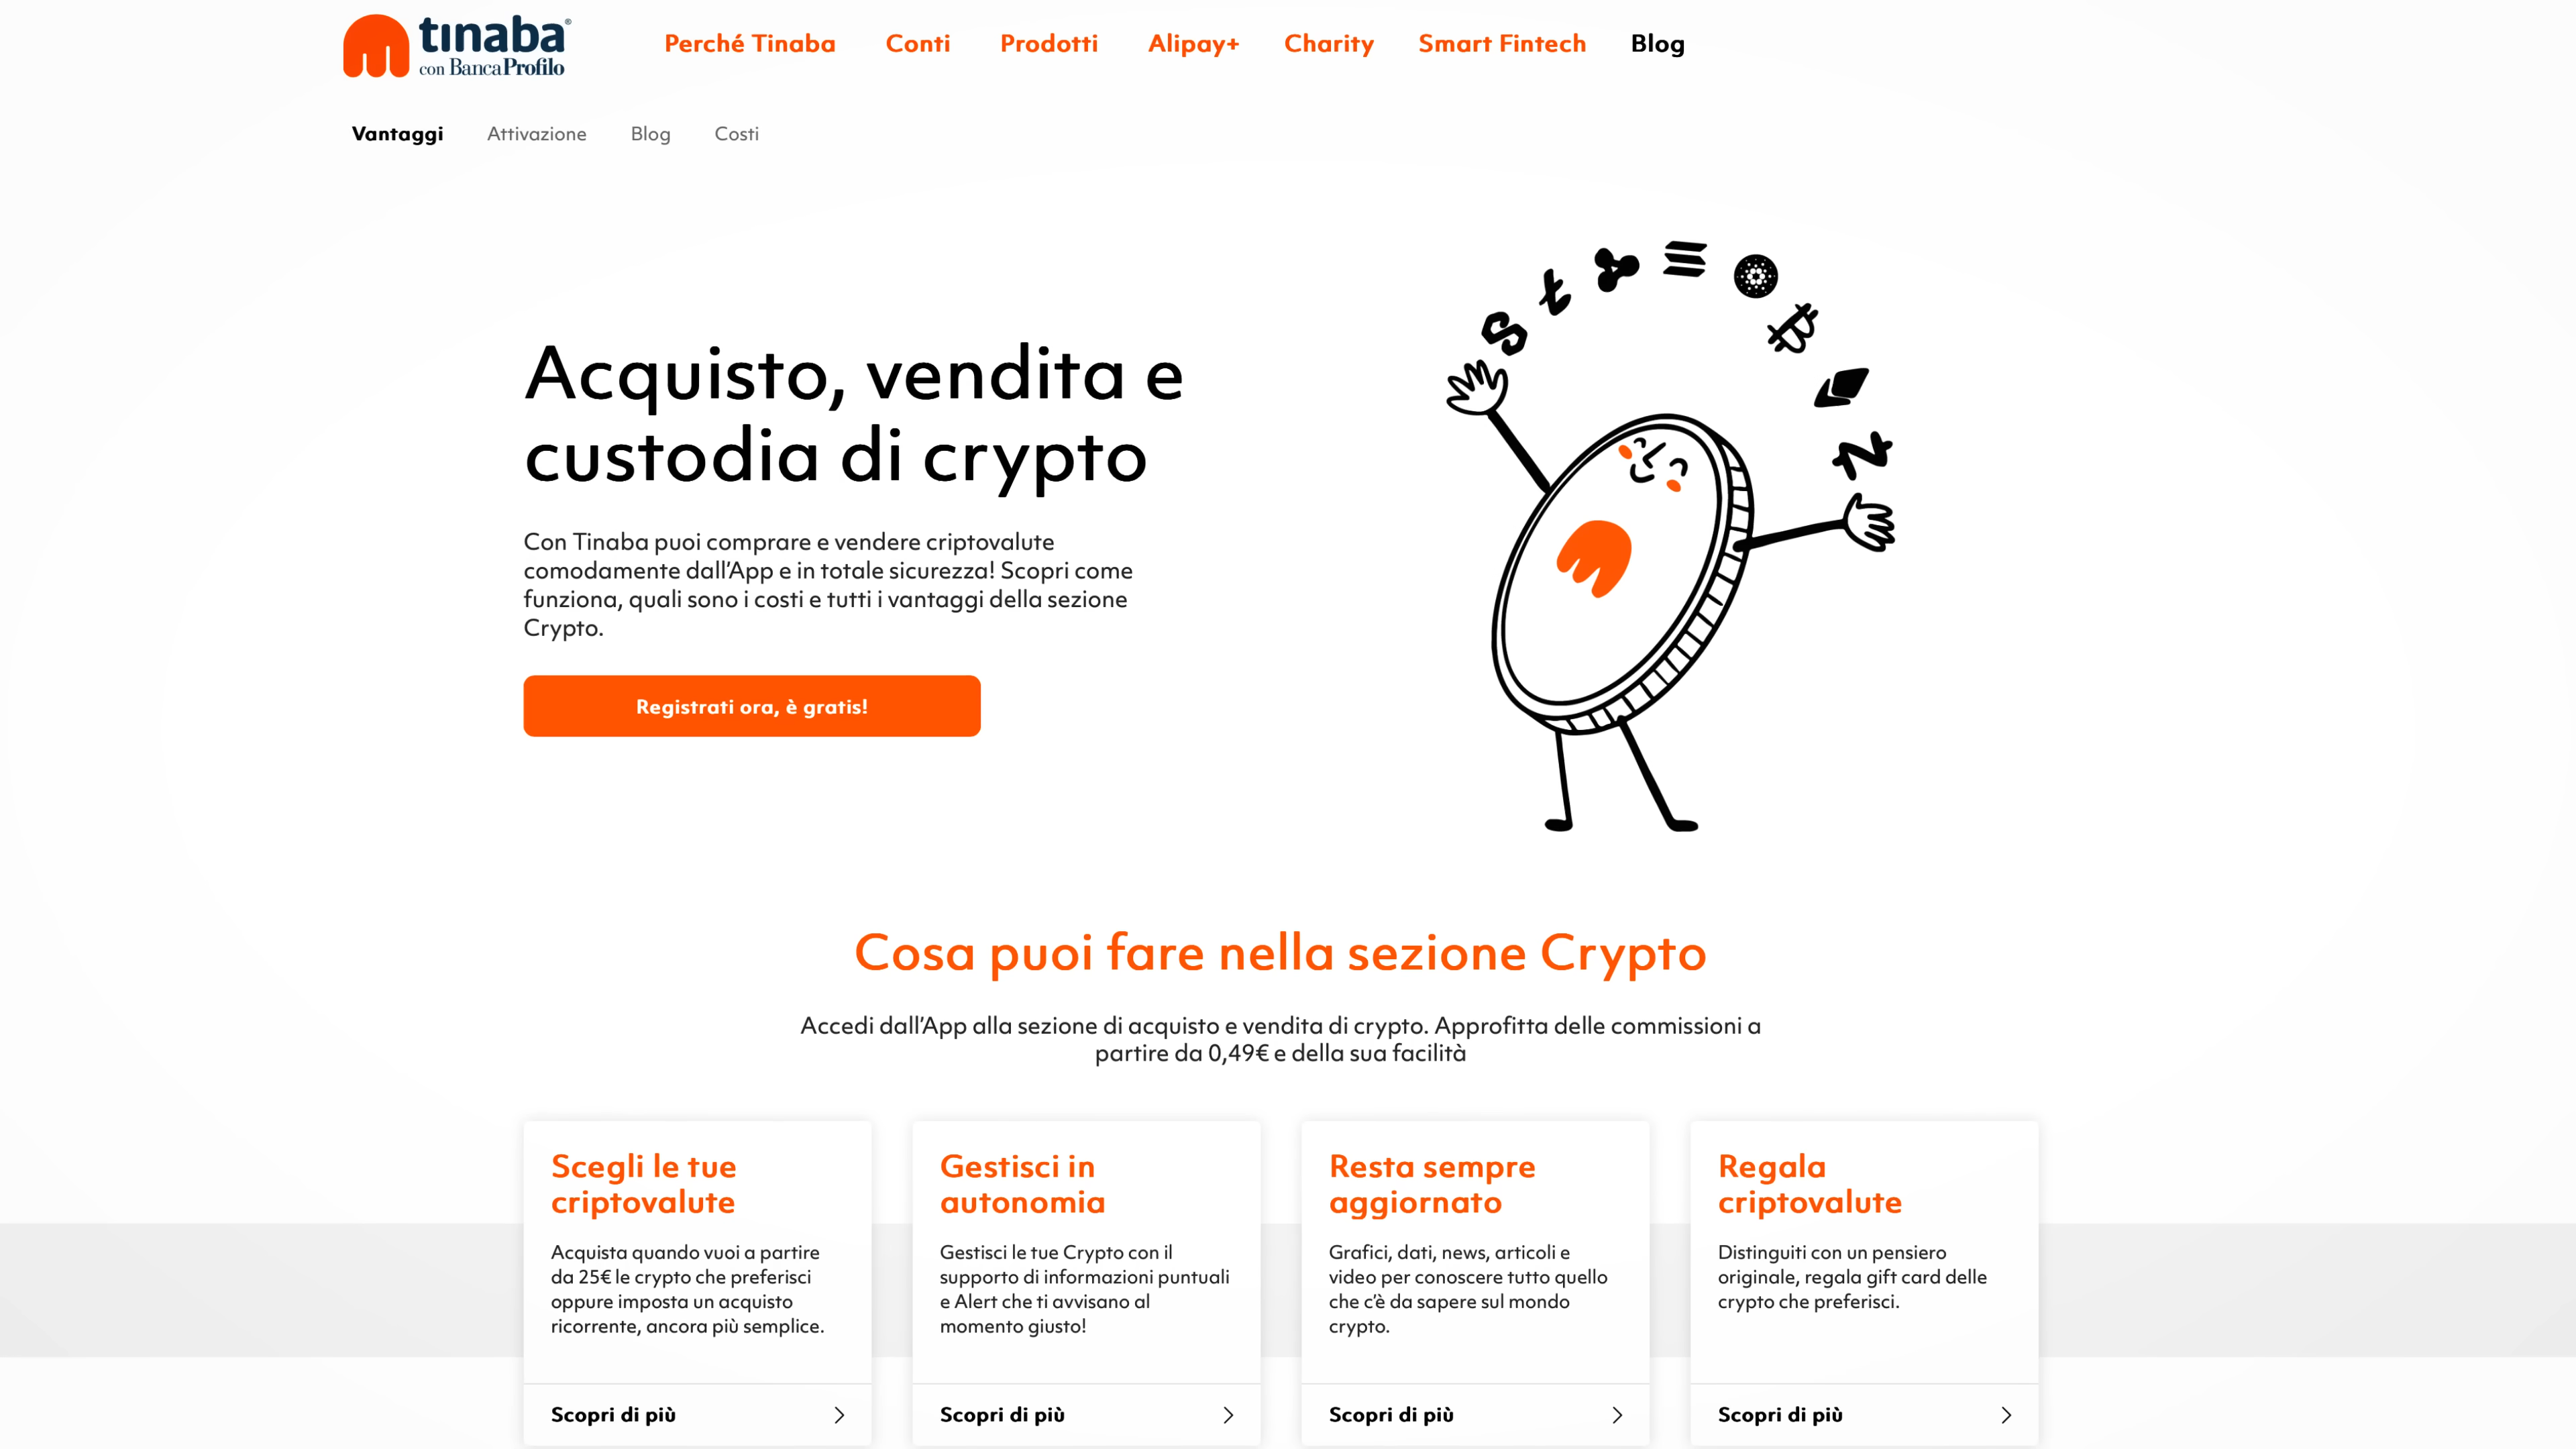 tinaba®
con Banca Profilo
Perché Tinaba
Conti
Prodotti
Alipay+
Charity
Smart Fintech
Blog
Vantaggi
Attivazione
Blog
Costi
Acquisto, vendita e
custodia di crypto
Con Tinaba puoi comprare e vendere criptovalute
comodamente dall'App e in totale sicurezza! Scopri come
funziona, quali sono i costi e tutti i vantaggi della sezione
Crypto.
Registrati ora, è gratis!
Cosa puoi fare nella sezione Crypto
Accedi dall'App alla sezione di acquisto e vendita di crypto. Approfitta delle commissioni a
partire da 0,49€ e della sua facilità
Scegli le tue
criptovalute
Acquista quando vuoi a partire
da 25€ le crypto che preferisci
oppure imposta un acquisto
ricorrente, ancora più semplice.
Scopri di più
Gestisci in
autonomia
Gestisci le tue Crypto con il
supporto di informazioni puntuali
e Alert che ti avvisano al
momento giusto!
Scopri di più
Resta sempre
aggiornato
Grafici, dati, news, articoli e
video per conoscere tutto quello
che c'è da sapere sul mondo
crypto.
Scopri di più
Regala
criptovalute
Distinguiti con un pensiero
originale, regala gift card delle
crypto che preferisci.
Scopri di più